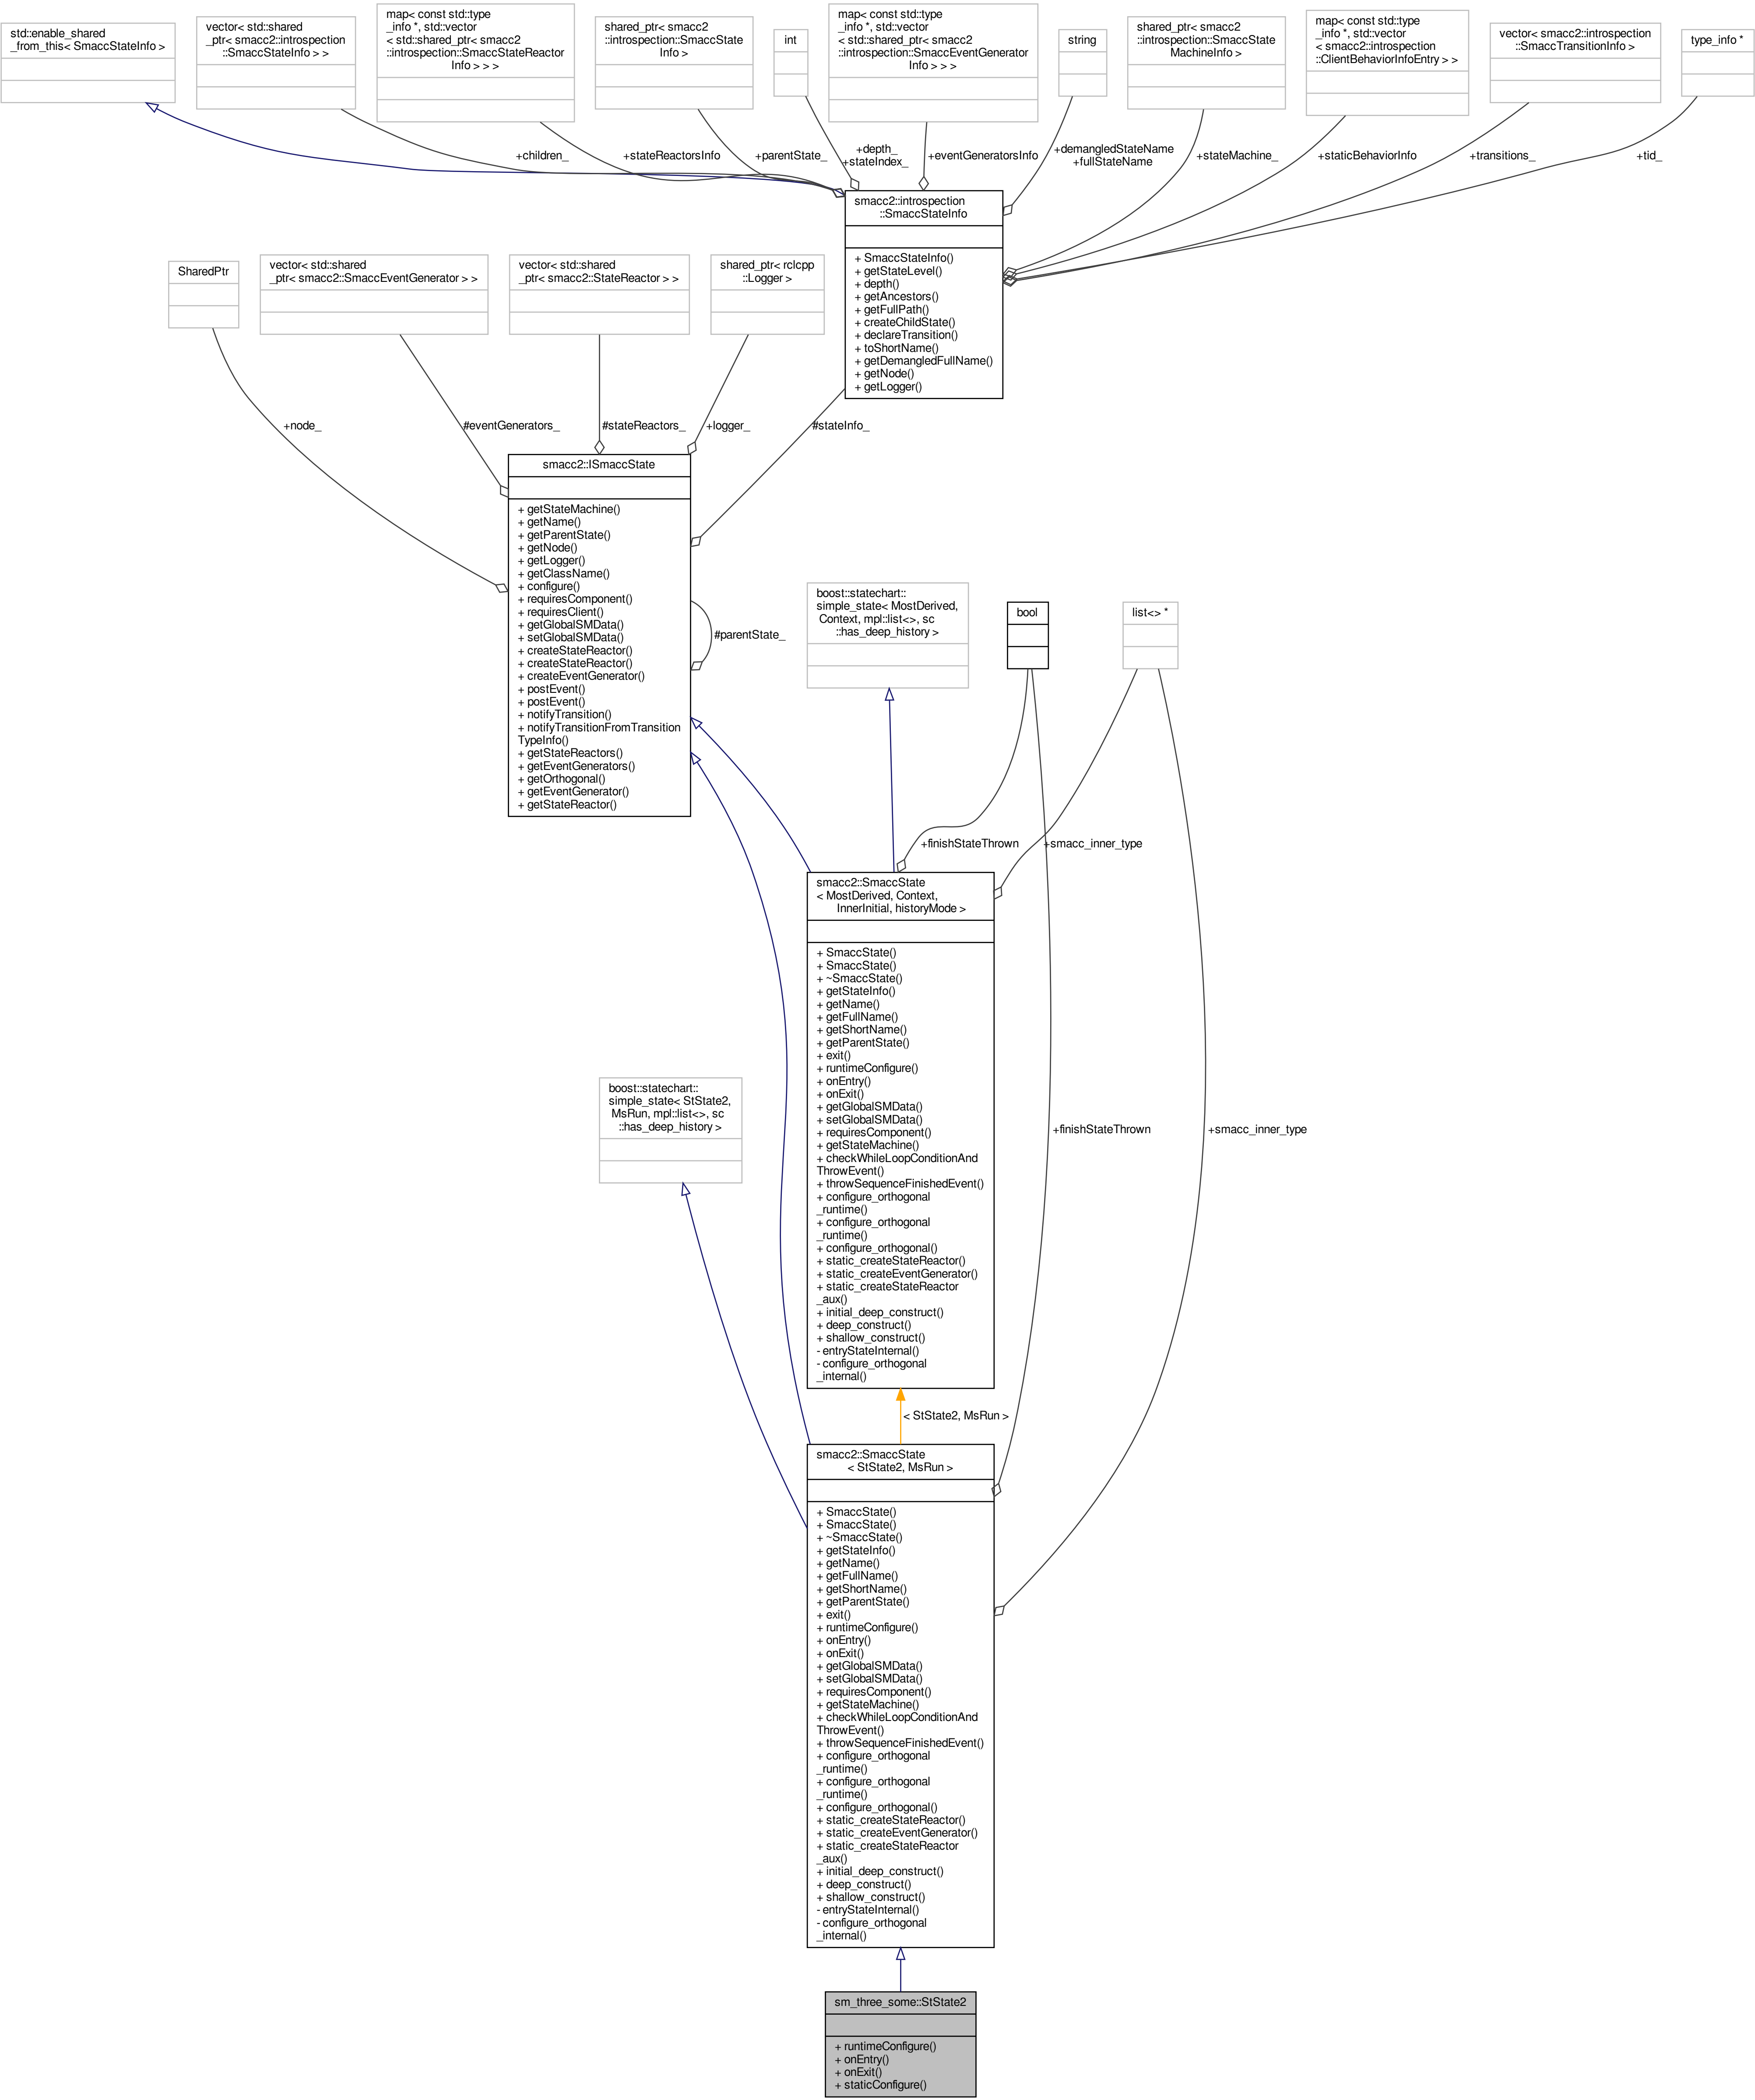 std::enable_shared
_from_this< SmaccStateInfo >
vector< std::shared
_ptr< smacc2::introspection
::SmaccStateInfo > >
map< const std::type
_info *, std::vector
< std::shared_ptr< smacc2
::introspection::SmaccStateReactor
Info > > >
shared_ptr< smacc2
::introspection::SmaccState
Info >
int
map< const std::type
_info *, std::vector
< std::shared_ptr< smacc2
::introspection::SmaccEventGenerator
Info > > >
string
shared_ptr< smacc2
::introspection::SmaccState
MachineInfo >
map< const std::type
_info *, std::vector
< smacc2::introspection
::ClientBehaviorInfoEntry > >
vector< smacc2::introspection
::SmaccTransitionInfo >
type_info *
+children_
+stateReactorsInfo
+parentState_
+depth_
+stateIndex_
+eventGeneratorsInfo
+demangledStateName
+fullStateName
+stateMachine_
+staticBehaviorInfo
+transitions_
+tid_
smacc2::introspection
::SmaccStateInfo
+ SmaccStateInfo()
+ getStateLevel()
+ depth()
+ getAncestors()
+ getFullPath()
+ createChildState()
+ declareTransition()
+ toShortName()
+ getDemangledFullName()
+ getNode()
+ getLogger()
SharedPtr
vector< std::shared
_ptr< smacc2::SmaccEventGenerator > >
vector< std::shared
_ptr< smacc2::StateReactor > >
shared_ptr< rclcpp
::Logger >
+node_
#eventGenerators_
#stateReactors_
+logger_
#stateInfo_
smacc2::ISmaccState
+ getStateMachine()
+ getName()
+ getParentState()
+ getNode()
+ getLogger()
+ getClassName()
+ configure()
+ requiresComponent()
+ requiresClient()
+ getGlobalSMData()
+ setGlobalSMData()
+ createStateReactor()
+ createStateReactor()
+ createEventGenerator()
+ postEvent()
+ postEvent()
+ notifyTransition()
+ notifyTransitionFromTransition
TypeInfo()
+ getStateReactors()
+ getEventGenerators()
+ getOrthogonal()
+ getEventGenerator()
+ getStateReactor()
#parentState_
boost::statechart::
simple_state< MostDerived,
Context, mpl::list<>, sc
::has_deep_history >
bool
list<> *
+finishStateThrown
+smacc_inner_type
smacc2::SmaccState
< MostDerived, Context,
InnerInitial, historyMode >
+ SmaccState()
+ SmaccState()
+ ~SmaccState()
+ getStateInfo()
+ getName()
+ getFullName()
+ getShortName()
+ getParentState()
+ exit()
+ runtimeConfigure()
+ onEntry()
+ onExit()
+ getGlobalSMData()
+ setGlobalSMData()
+ requiresComponent()
+ getStateMachine()
+ checkWhileLoopConditionAnd
ThrowEvent()
+ throwSequenceFinishedEvent()
+ configure_orthogonal
_runtime()
+ configure_orthogonal
_runtime()
+ configure_orthogonal()
+ static_createStateReactor()
+ static_createEventGenerator()
+ static_createStateReactor
_aux()
+ initial_deep_construct()
+ deep_construct()
+ shallow_construct()
- entryStateInternal()
- configure_orthogonal
_internal()
boost::statechart::
simple_state< StState2,
MsRun, mpl::list<>, sc
::has_deep_history >
+finishStateThrown
+smacc_inner_type
< StState2, MsRun >
smacc2::SmaccState
< StState2, MsRun >
+ SmaccState()
+ SmaccState()
+ ~SmaccState()
+ getStateInfo()
+ getName()
+ getFullName()
+ getShortName()
+ getParentState()
+ exit()
+ runtimeConfigure()
+ onEntry()
+ onExit()
+ getGlobalSMData()
+ setGlobalSMData()
+ requiresComponent()
+ getStateMachine()
+ checkWhileLoopConditionAnd
ThrowEvent()
+ throwSequenceFinishedEvent()
+ configure_orthogonal
_runtime()
+ configure_orthogonal
_runtime()
+ configure_orthogonal()
+ static_createStateReactor()
+ static_createEventGenerator()
+ static_createStateReactor
_aux()
+ initial_deep_construct()
+ deep_construct()
+ shallow_construct()
- entryStateInternal()
- configure_orthogonal
_internal()
sm_three_some::StState2
+ runtimeConfigure()
+ onEntry()
+ onExit()
+ staticConfigure()